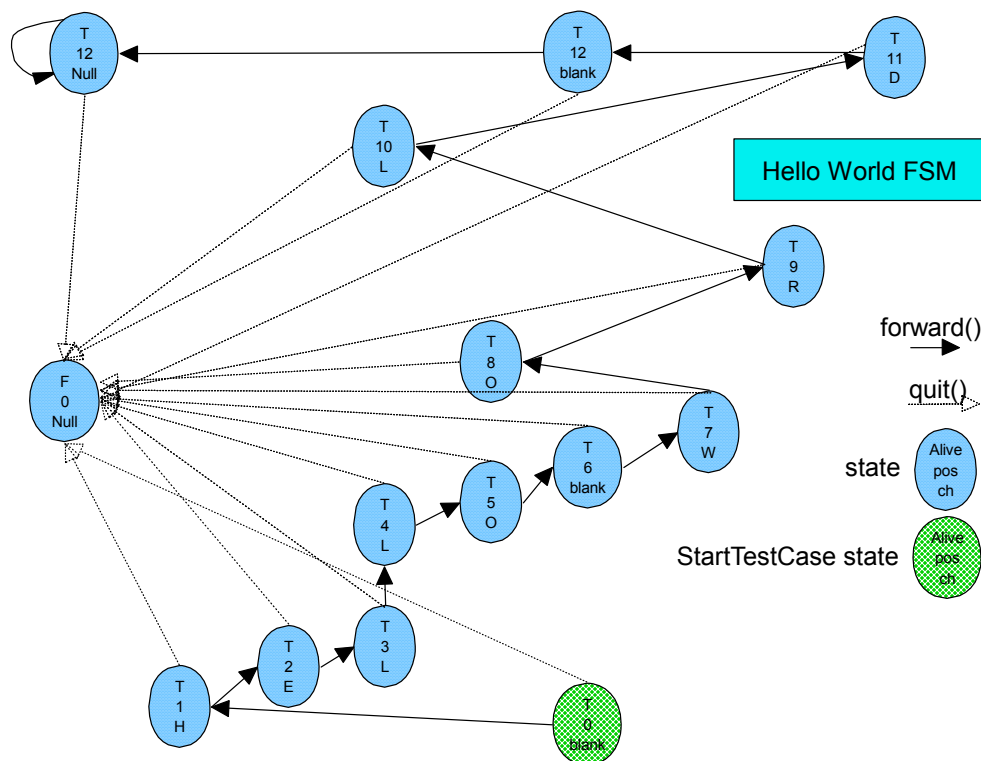 T
12
Null
T
12
blank
T
11
D
T
10
L
Hello World FSM
T
9
R
forward()
T
8
O
F
0
Null
quit()
T
7
W
T
6
blank
Alive
pos
ch
state
T
5
O
T
4
L
StartTestCase state
Alive
pos
ch
T
3
L
T
2
E
T
1
H
T
0
blank